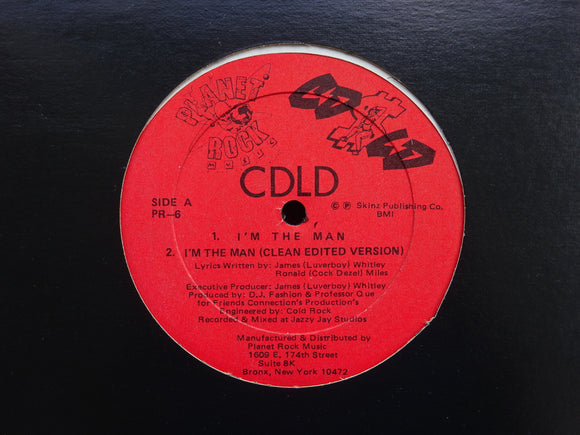 PLANET
ROCK
MUSIC
CD LD
CDLD
SIDE A
PR-6
© ℗ Skinz Publishing Co.
BMI
1. I'M THE MAN
2. I'M THE MAN (CLEAN EDITED VERSION)
Lyrics Written by: James (Luverboy) Whitley
Ronald (Cock Dezel) Miles
Executive Producer: James (Luverboy) Whitley
Produced by: D.J. Fashion & Professor Que
for Friends Connection's Production's
Engineered by: Cold Rock
Recorded & Mixed at Jazzy Jay Studios
Manufactured & Distributed by
Planet Rock Music
1609 E. 174th Street
Suite 8K
Bronx, New York 10472